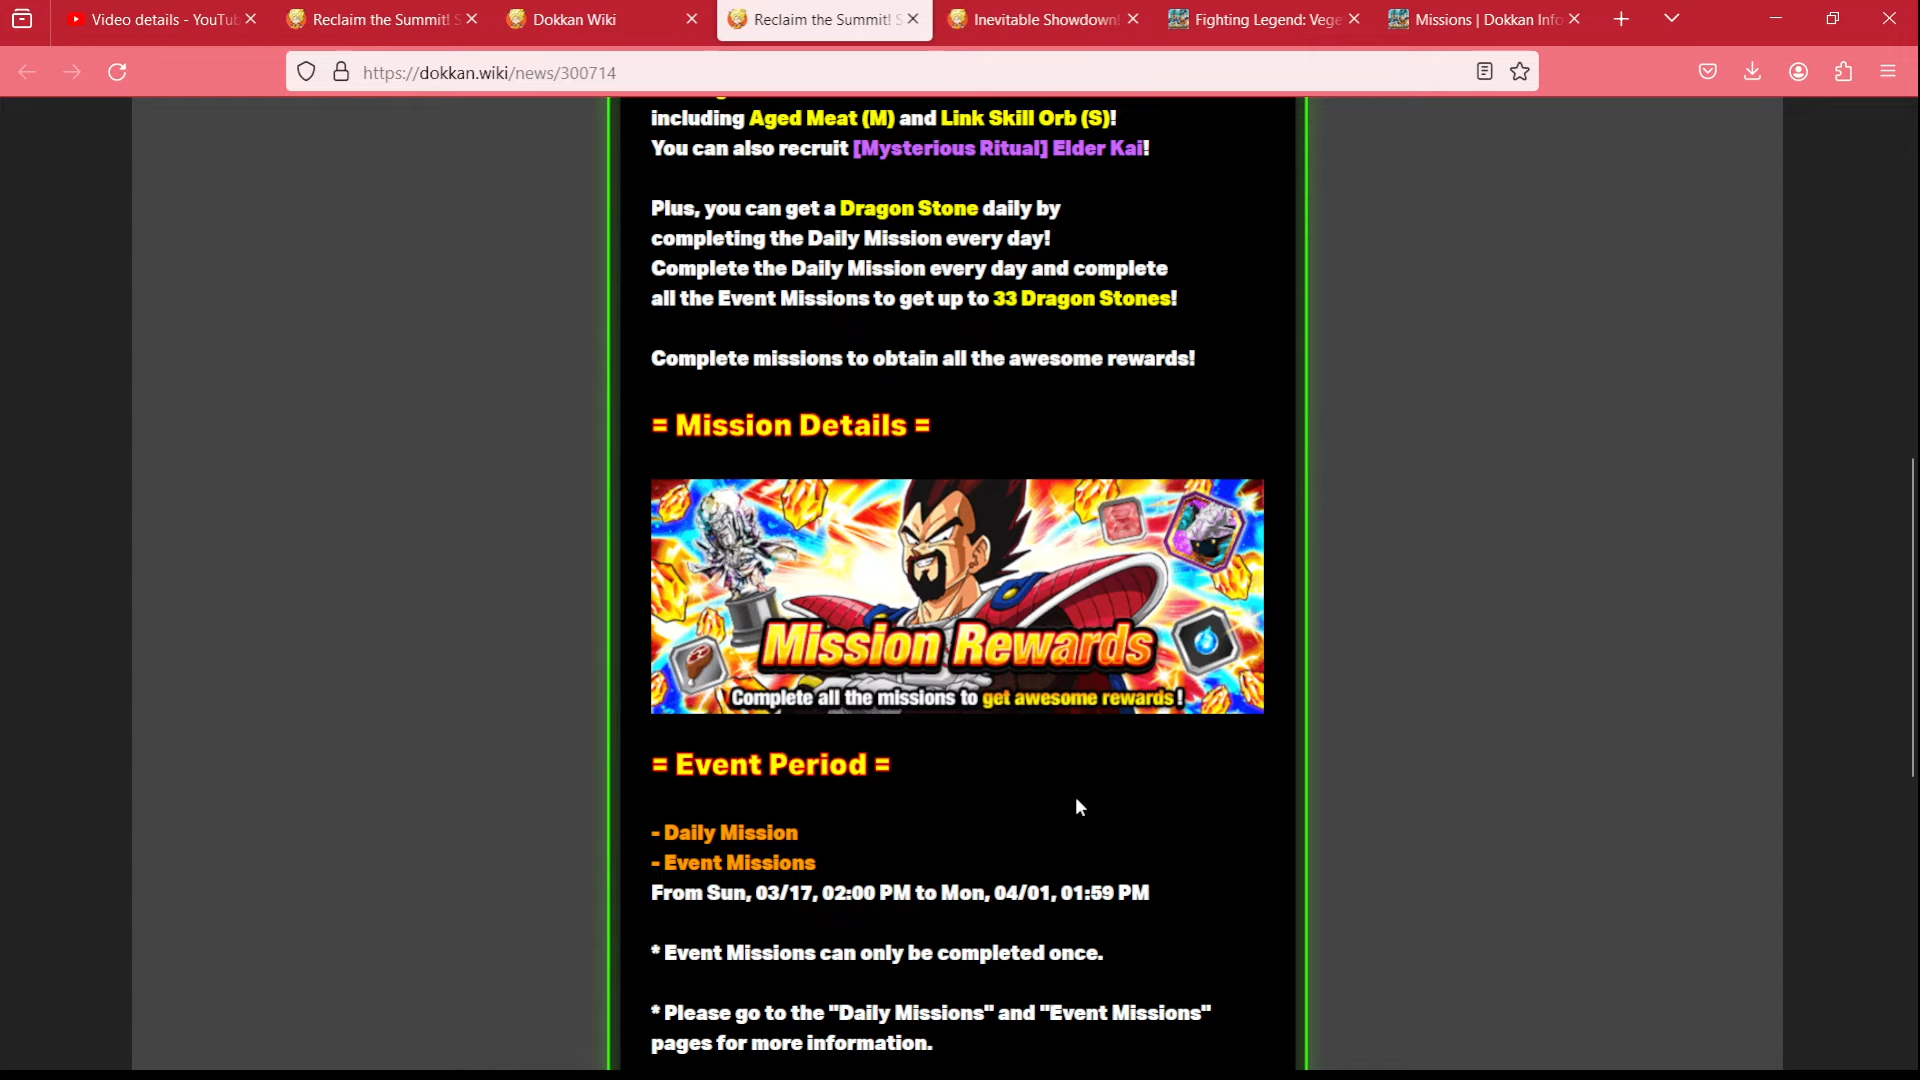 Video details - YouTub
Reclaim the Summit! S
Dokkan Wiki
Reclaim the Summit! S
Inevitable Showdown!
Fighting Legend: Vege
Missions | Dokkan Info
https://dokkan.wiki/news/300714
including Aged Meat (M) and Link Skill Orb (S)!
You can also recruit [Mysterious Ritual] Elder Kai!
Plus, you can get a Dragon Stone daily by
completing the Daily Mission every day!
Complete the Daily Mission every day and complete
all the Event Missions to get up to 33 Dragon Stones!
Complete missions to obtain all the awesome rewards!
= Mission Details =
Mission Rewards
Complete all the missions to get awesome rewards!
= Event Period =
- Daily Mission
- Event Missions
From Sun, 03/17, 02:00 PM to Mon, 04/01, 01:59 PM
* Event Missions can only be completed once.
* Please go to the "Daily Missions" and "Event Missions"
pages for more information.